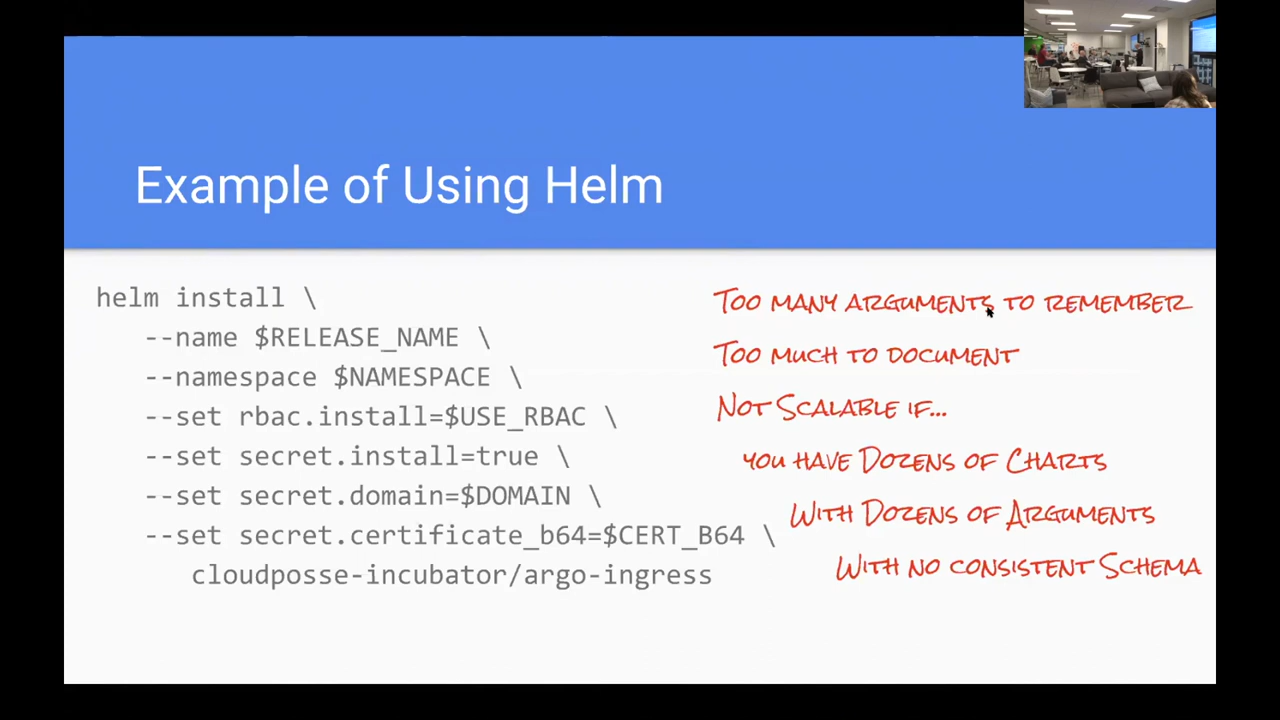 Example of Using Helm
helm install \
--name $RELEASE_NAME \
--namespace $NAMESPACE \
--set rbac.install=$USE_RBAC \
--set secret.install=true \
--set secret.domain=$DOMAIN \
--set secret.certificate_b64=$CERT_B64 \
cloudposse-incubator/argo-ingress
Too many arguments to remember
Too much to document
Not Scalable if...
you have Dozens of Charts
With Dozens of Arguments
With no consistent Schema